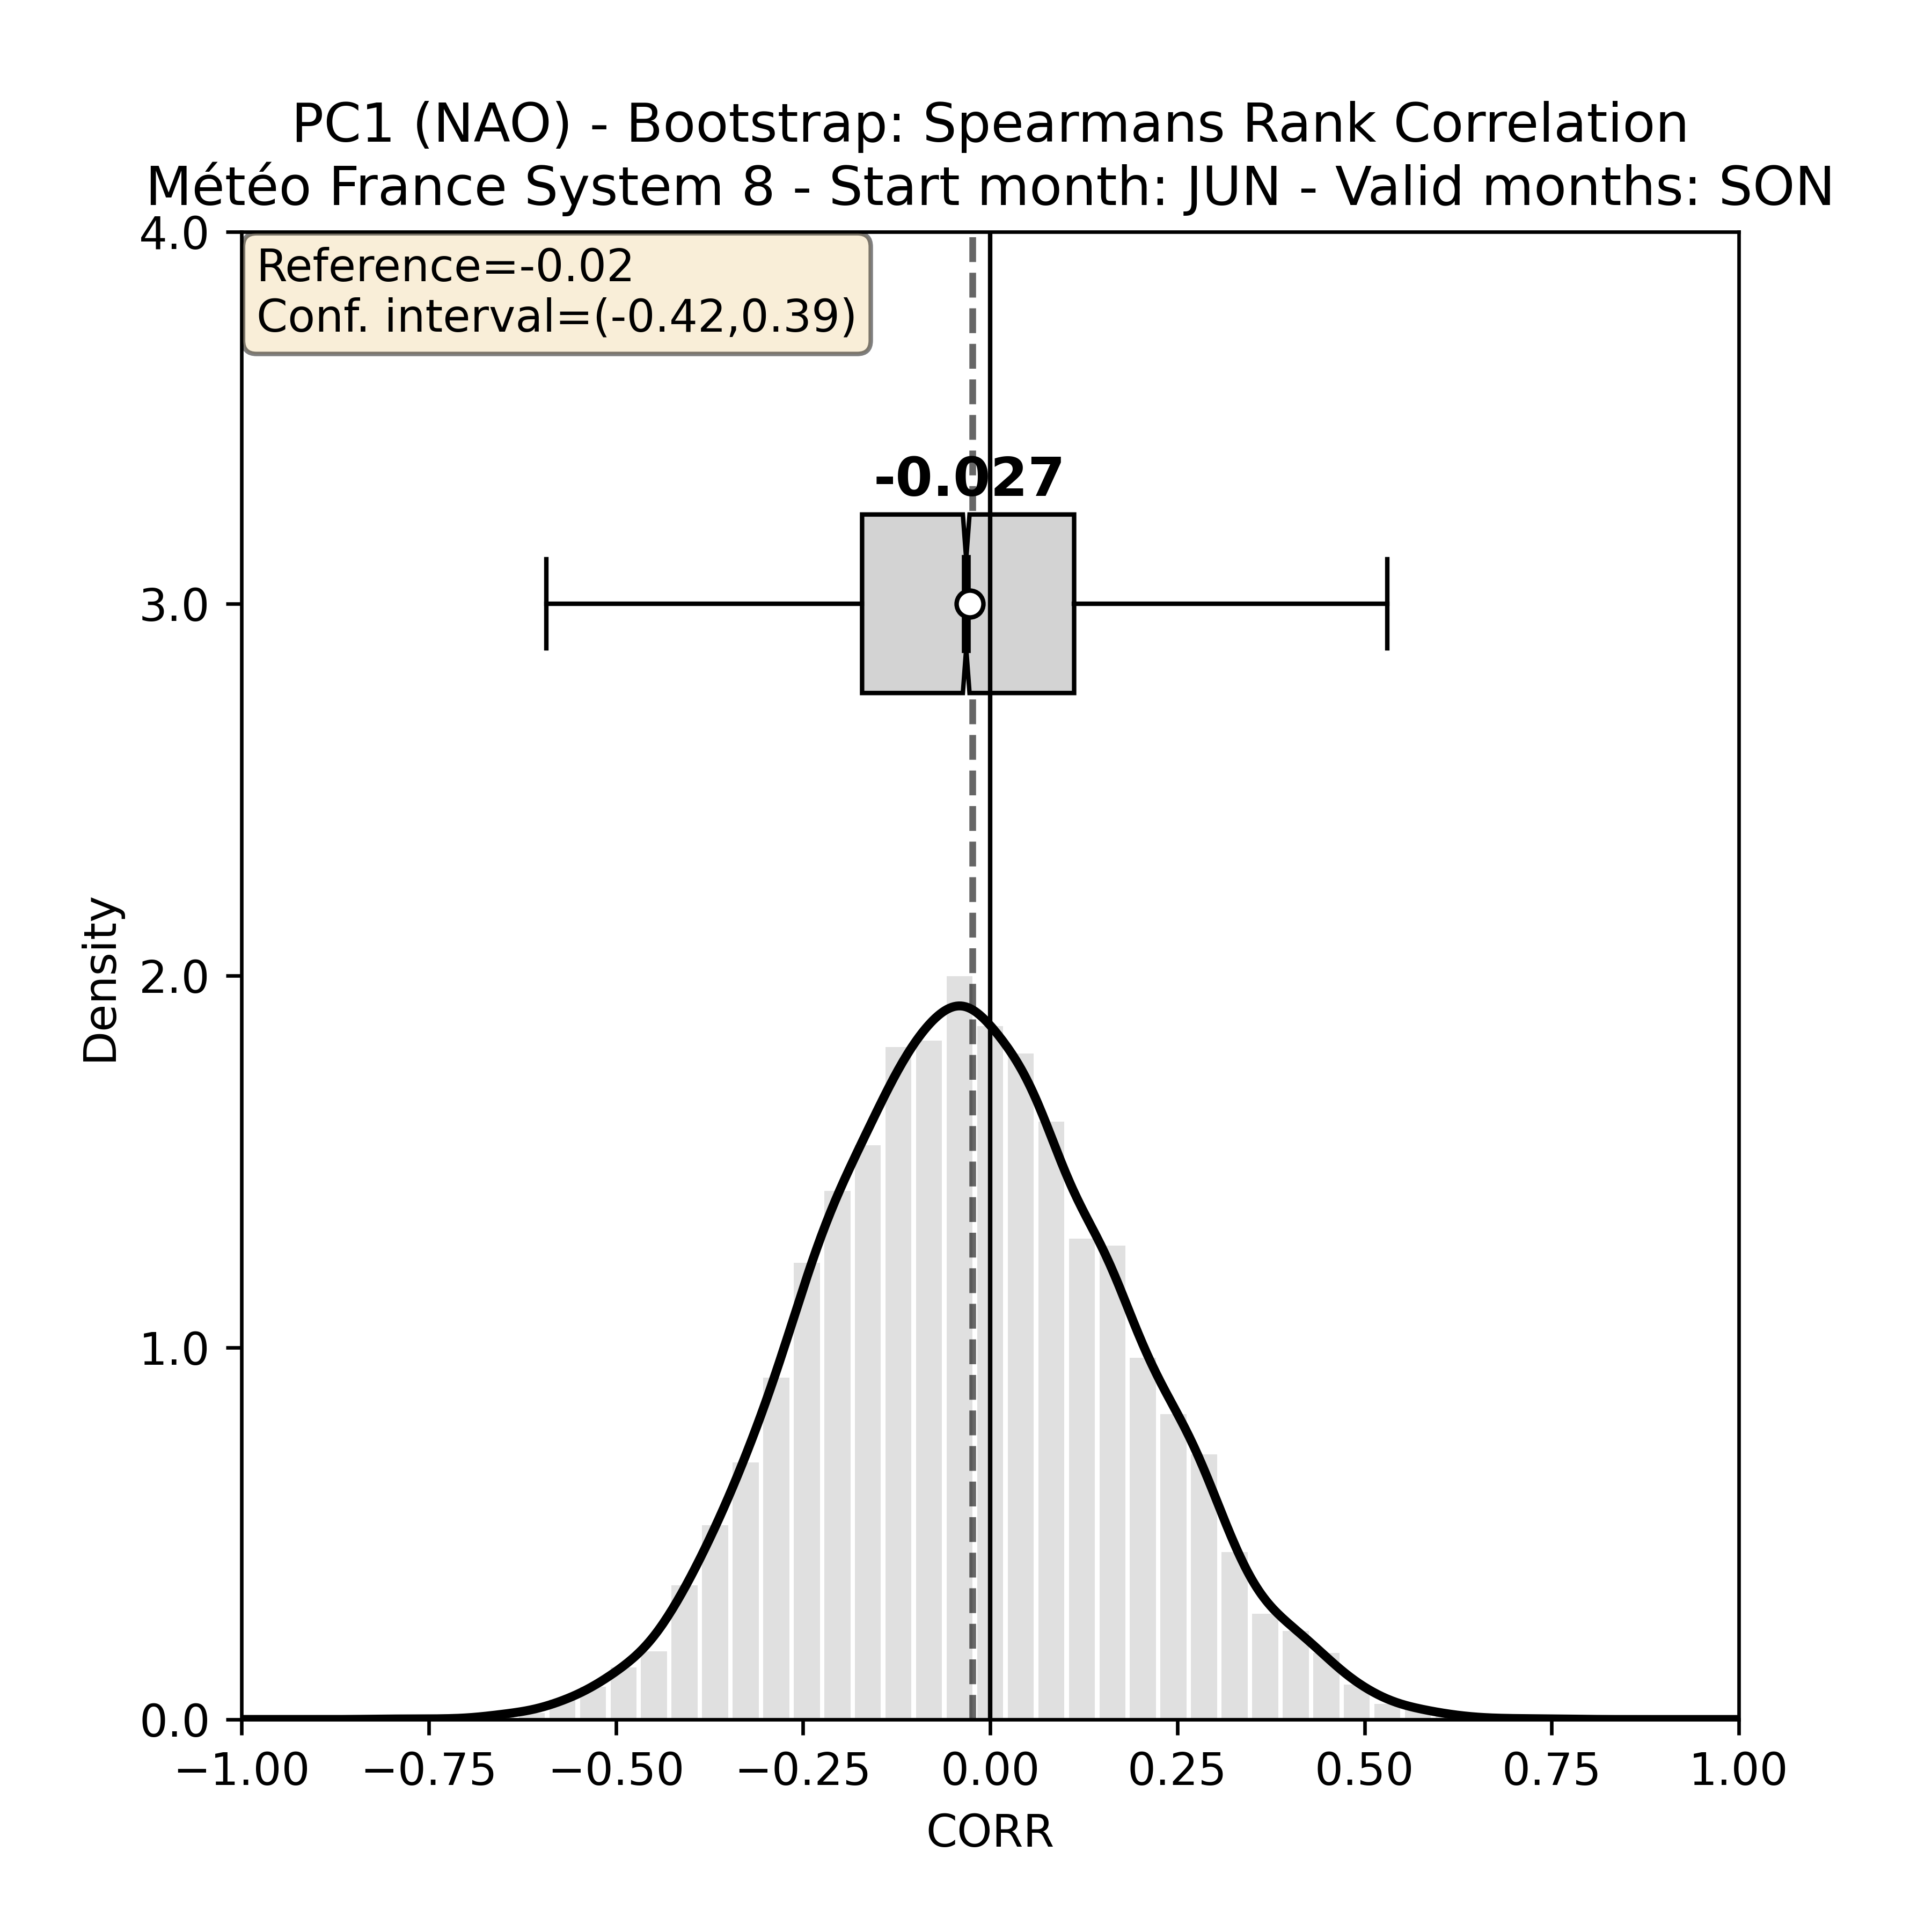 PC1 (NAO) - Bootstrap: Spearmans Rank Correlation
Météo France System 8 - Start month: JUN - Valid months: SON
Reference=-0.02
Conf. interval=(-0.42,0.39)
-0.027
4.0
3.0
2.0
1.0
0.0
Density
−1.00 −0.75 −0.50 −0.25 0.00 0.25 0.50 0.75 1.00
CORR